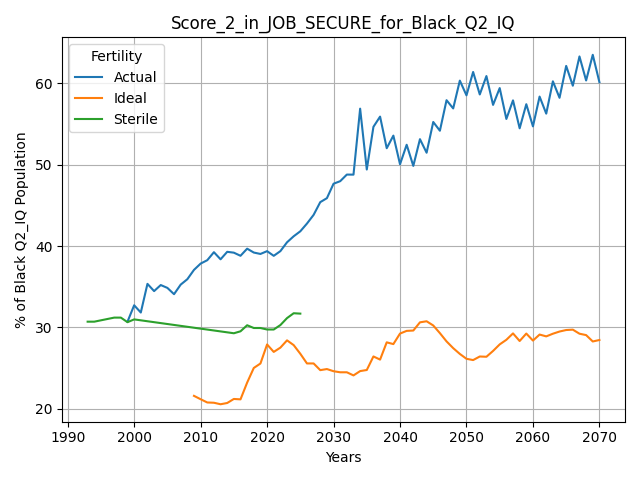 Score_2_in_JOB_SECURE_for_Black_Q2_IQ
Fertility
Actual
Ideal
Sterile
% of Black Q2_IQ Population
60
50
40
30
20
1990
2000
2010
2020
2030
2040
2050
2060
2070
Years